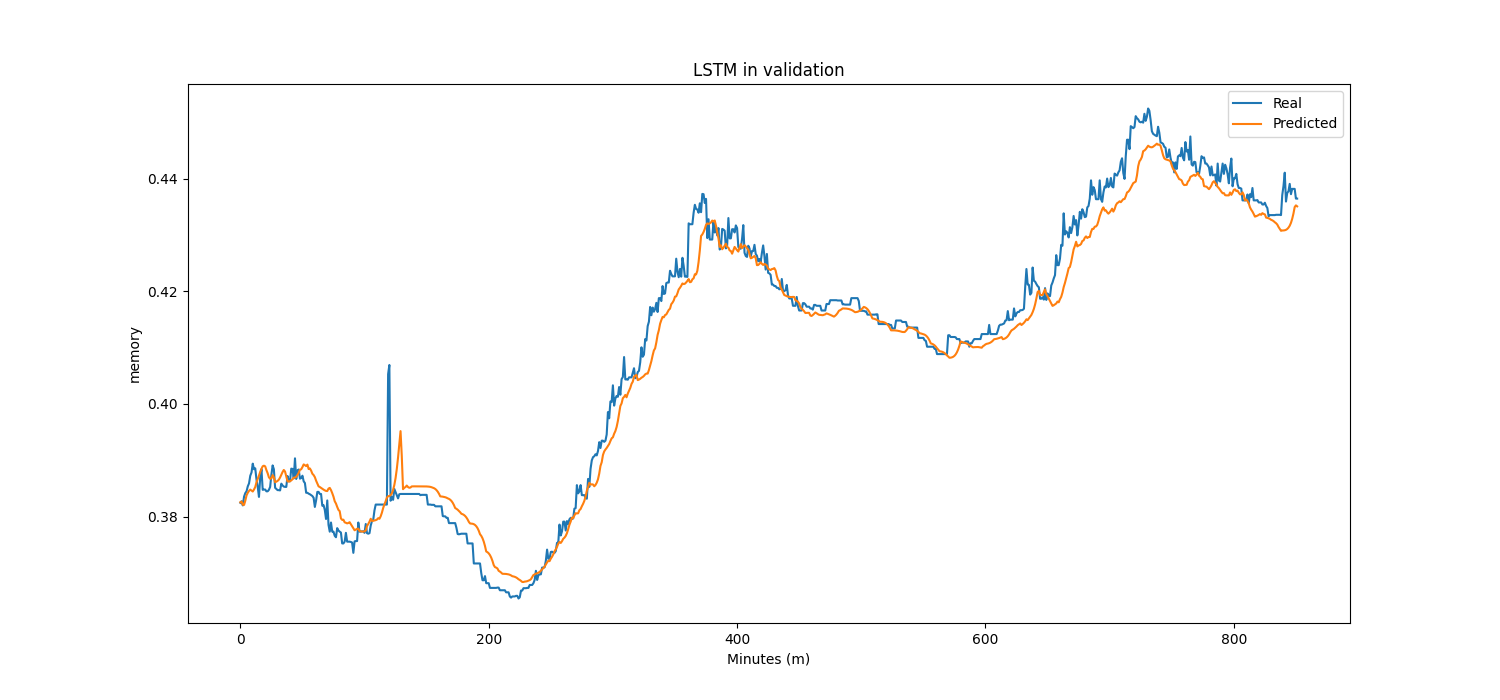 LSTM in validation
Real
Predicted
0.44
0.42
0.40
0.38
memory
0
200
400
600
800
Minutes (m)